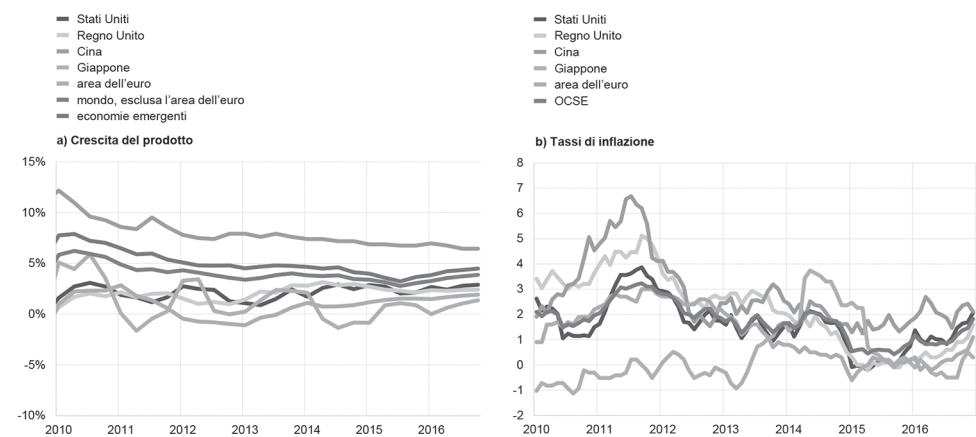 Stati Uniti
Regno Unito
Cina
Giappone
area dell'euro
mondo, esclusa l'area dell'euro
economie emergenti
a) Crescita del prodotto
15%
10%
5%
0%
-5%
-10%
2010 2011 2012 2013 2014 2015 2016
Stati Uniti
Regno Unito
Cina
Giappone
area dell'euro
OCSE
b) Tassi di inflazione
8
7
6
5
4
3
2
1
0
-1
-2
2010 2011 2012 2013 2014 2015 2016